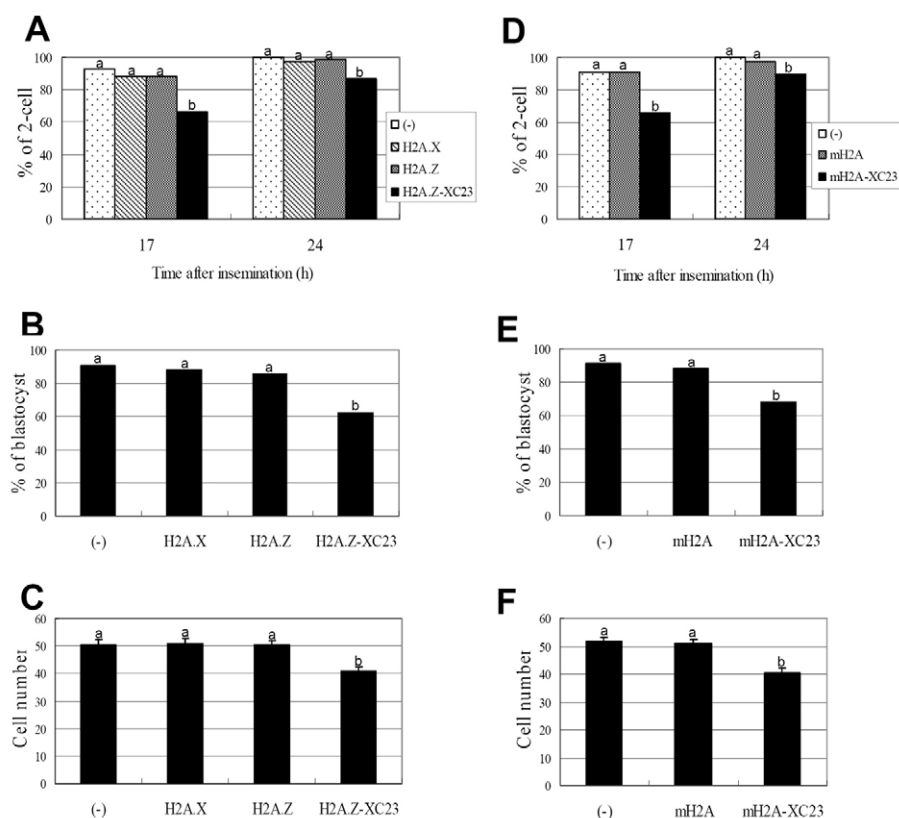 A
% of 2-cell
100
80
60
40
20
0
a
a
a
b
a
a
a
b
17
24
Time after insemination (h)
(-)
H2A.X
H2A.Z
H2A.Z-XC23
D
% of 2-cell
100
80
60
40
20
0
a
a
b
a
a
b
17
24
Time after insemination (h)
(-)
mH2A
mH2A-XC23
B
% of blastocyst
100
80
60
40
20
0
a
a
a
b
(-)
H2A.X
H2A.Z
H2A.Z-XC23
E
% of blastocyst
100
80
60
40
20
0
a
a
b
(-)
mH2A
mH2A-XC23
C
Cell number
60
50
40
30
20
10
0
a
a
a
b
(-)
H2A.X
H2A.Z
H2A.Z-XC23
F
Cell number
60
50
40
30
20
10
0
a
a
b
(-)
mH2A
mH2A-XC23